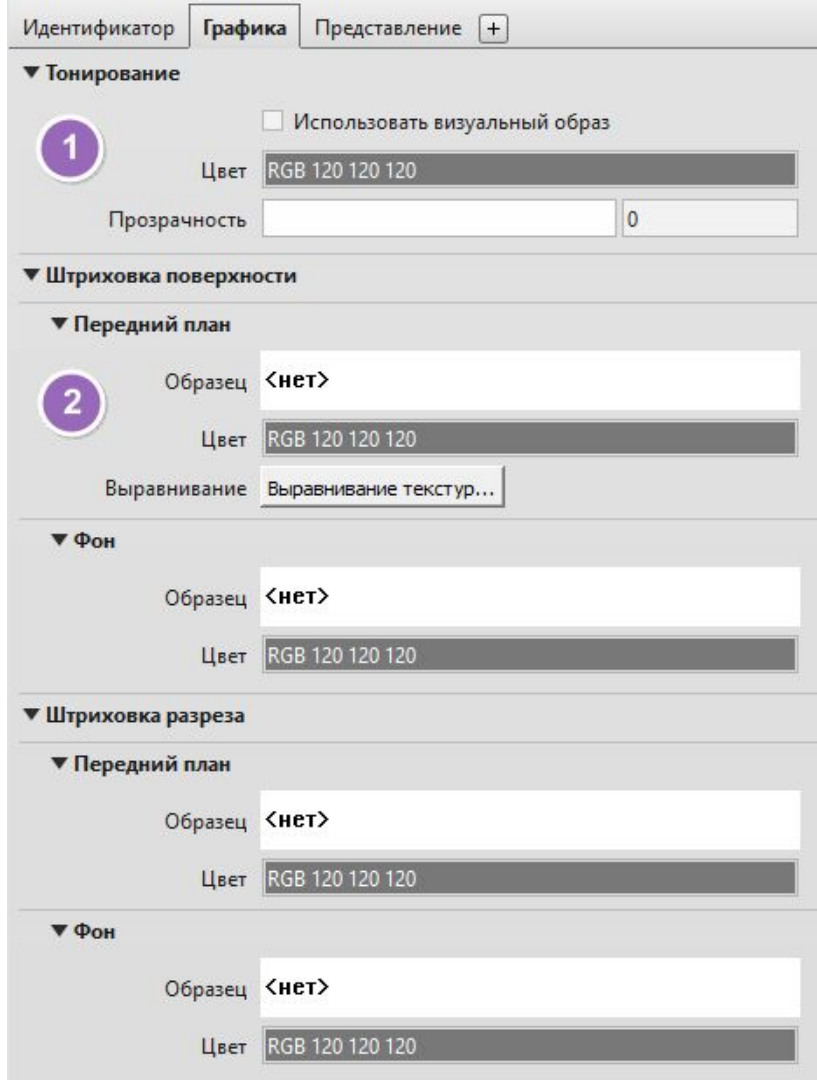 Идентификатор Графика Представление +
Тонирование
1
Использовать визуальный образ
Цвет RGB 120 120 120
Прозрачность 0
Штриховка поверхности
Передний план
2
Образец <нет>
Цвет RGB 120 120 120
Выравнивание Выравнивание текстур...
Фон
Образец <нет>
Цвет RGB 120 120 120
Штриховка разреза
Передний план
Образец <нет>
Цвет RGB 120 120 120
Фон
Образец <нет>
Цвет RGB 120 120 120